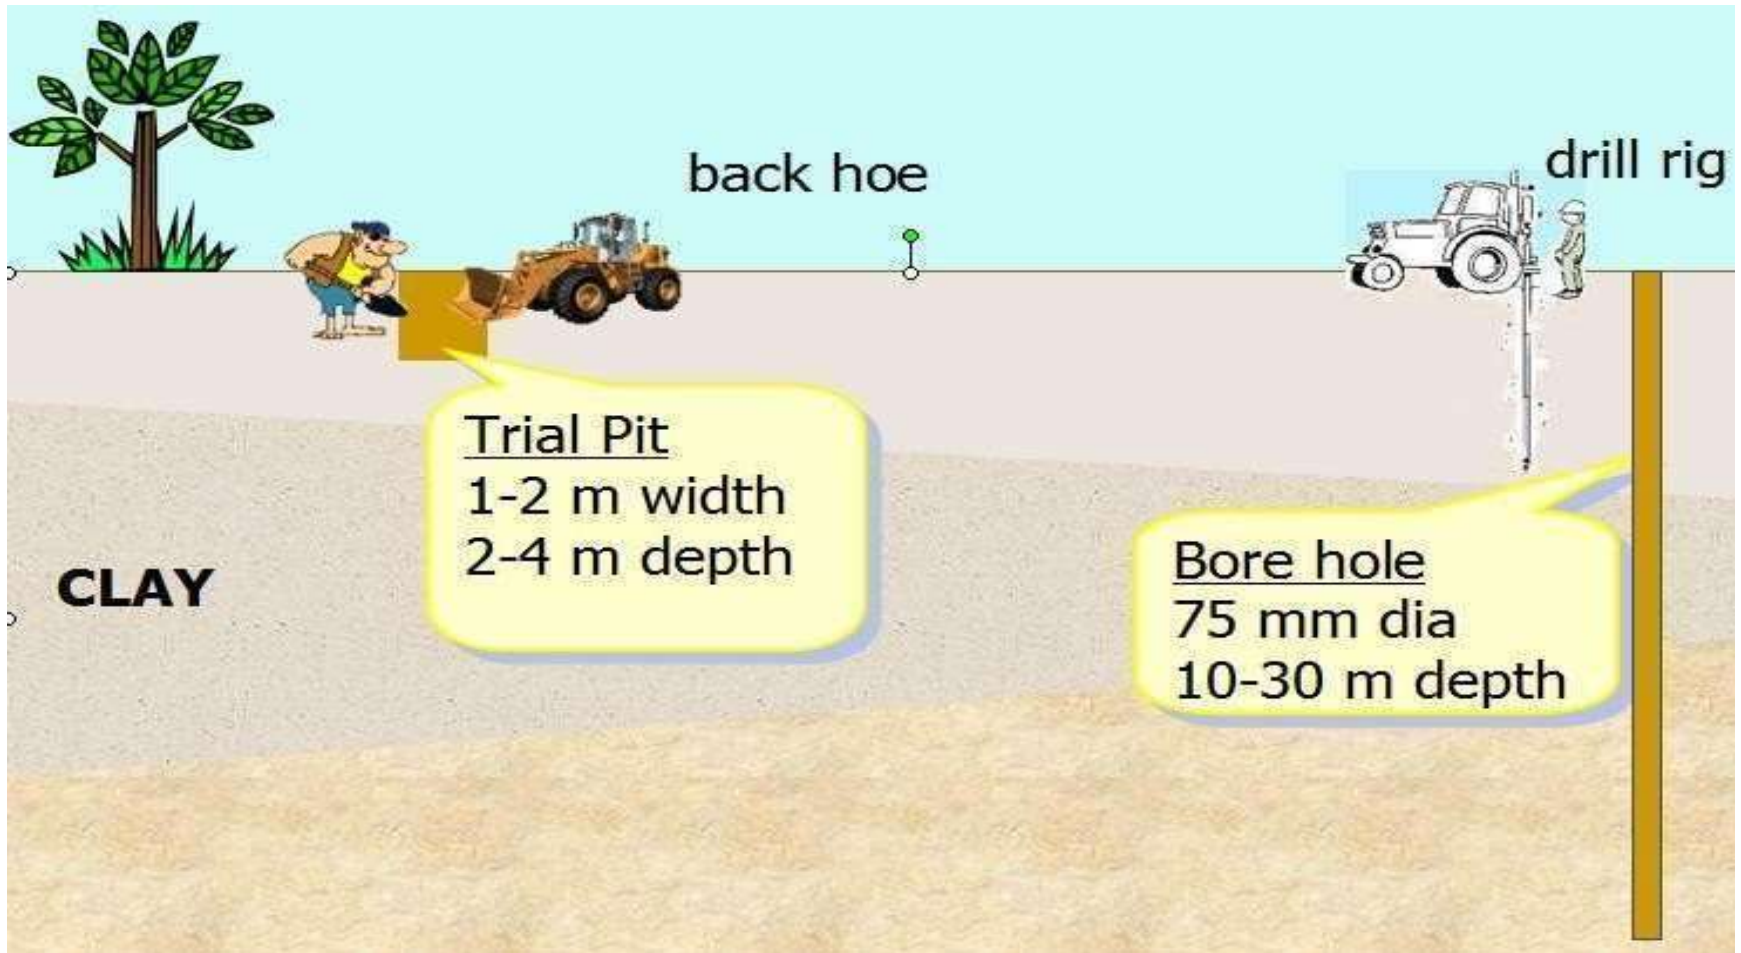 back hoe
drill rig
Trial Pit
1-2 m width
2-4 m depth
CLAY
Bore hole
75 mm dia
10-30 m depth